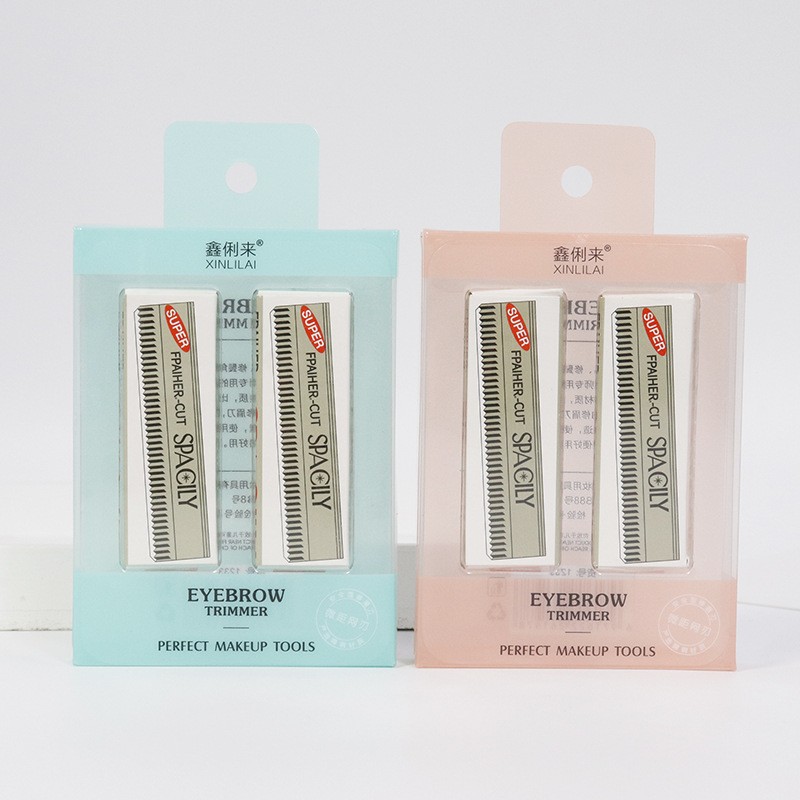 鑫俐来®
XINLILAI
SUPER
FPAIHER-CUT
SPACILY
SUPER
FPAIHER-CUT
SPACILY
EYEBROW
TRIMMER
PERFECT MAKEUP TOOLS
鑫俐来®
XINLILAI
SUPER
FPAIHER-CUT
SPACILY
SUPER
FPAIHER-CUT
SPACILY
EYEBROW
TRIMMER
PERFECT MAKEUP TOOLS